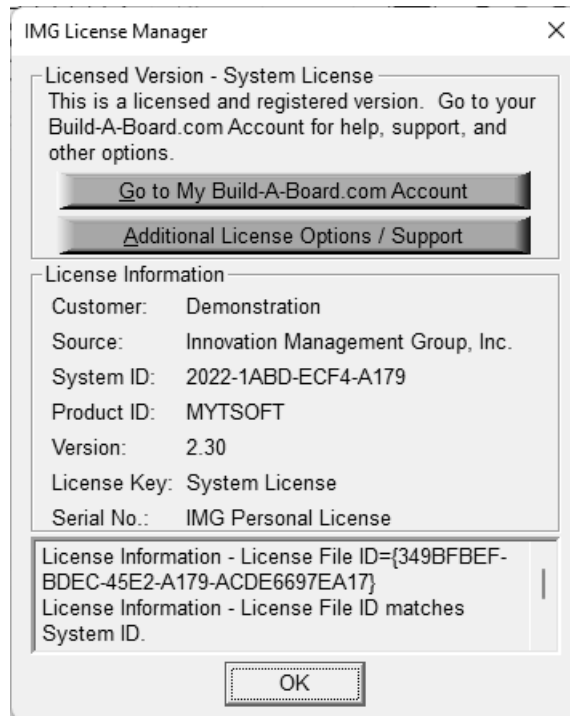 IMG License Manager
Licensed Version - System License
This is a licensed and registered version.  Go to your
Build-A-Board.com Account for help, support, and
other options.
Go to My Build-A-Board.com Account
Additional License Options / Support
License Information
Customer: Demonstration
Source: Innovation Management Group, Inc.
System ID: 2022-1ABD-ECF4-A179
Product ID: MYTSOFT
Version: 2.30
License Key: System License
Serial No.: IMG Personal License
License Information - License File ID={349BFBEF-
BDEC-45E2-A179-ACDE6697EA17}
License Information - License File ID matches
System ID.
OK